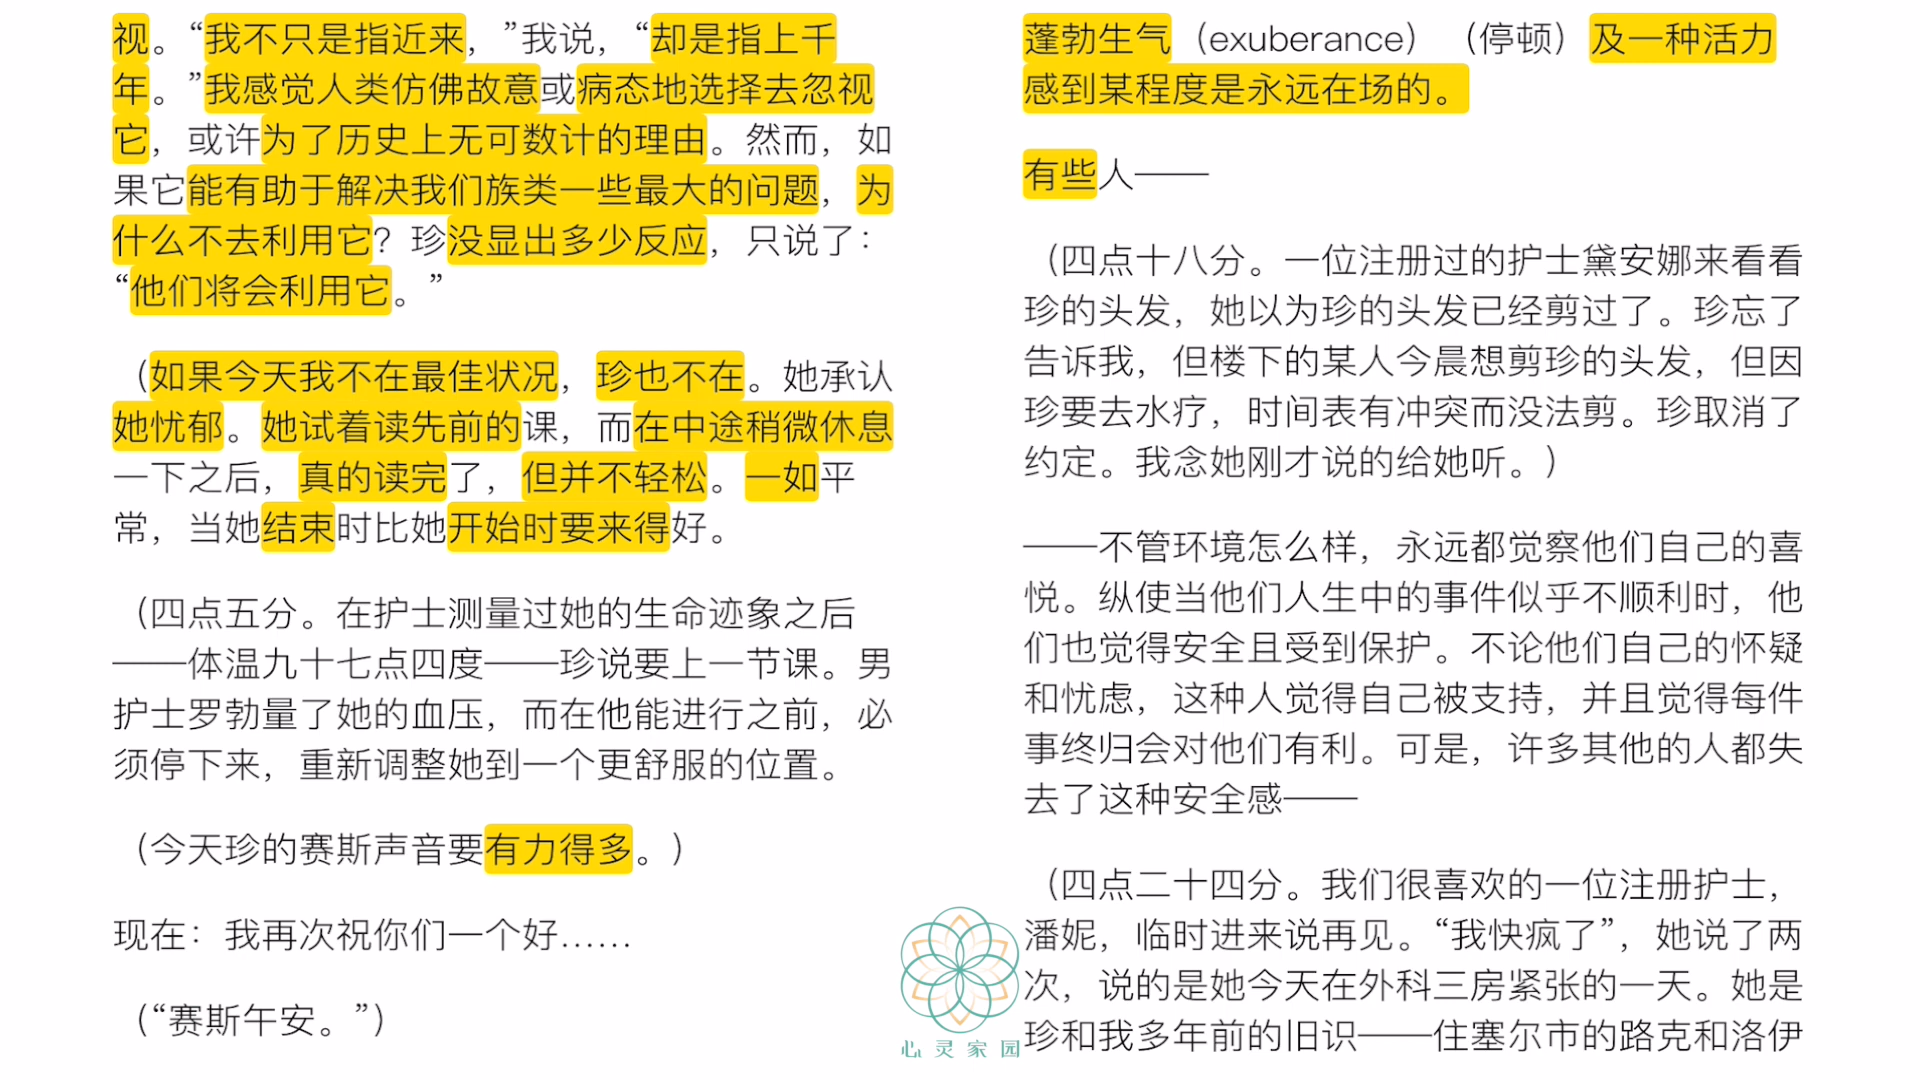 视。“我不只是指近来，”我说，“却是指上千
年。”我感觉人类仿佛故意或病态地选择去忽视
它，或许为了历史上无可数计的理由。然而，如
果它能有助于解决我们族类一些最大的问题，为
什么不去利用它？珍没显出多少反应，只说了：
“他们将会利用它。”
（如果今天我不在最佳状况，珍也不在。她承认
她忧郁。她试着读先前的课，而在中途稍微休息
一下之后，真的读完了，但并不轻松。一如平
常，当她结束时比她开始时要来得好。
（四点五分。在护士测量过她的生命迹象之后
——体温九十七点四度——珍说要上一节课。男
护士罗勃量了她的血压，而在他能进行之前，必
须停下来，重新调整她到一个更舒服的位置。
（今天珍的赛斯声音要有力得多。）
现在：我再次祝你们一个好……
（“赛斯午安。”）
蓬勃生气（exuberance）（停顿）及一种活力
感到某程度是永远在场的。
有些人——
（四点十八分。一位注册过的护士黛安娜来看看
珍的头发，她以为珍的头发已经剪过了。珍忘了
告诉我，但楼下的某人今晨想剪珍的头发，但因
珍要去水疗，时间表有冲突而没法剪。珍取消了
约定。我念她刚才说的给她听。）
——不管环境怎么样，永远都觉察他们自己的喜
悦。纵使当他们人生中的事件似乎不顺利时，他
们也觉得安全且受到保护。不论他们自己的怀疑
和忧虑，这种人觉得自己被支持，并且觉得每件
事终归会对他们有利。可是，许多其他的人都失
去了这种安全感——
（四点二十四分。我们很喜欢的一位注册护士，
潘妮，临时进来说再见。“我快疯了”，她说了两
次，说的是她今天在外科三房紧张的一天。她是
珍和我多年前的旧识——住塞尔市的路克和洛伊
心灵家园